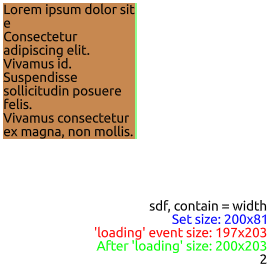 Lorem ipsum dolor sit
e
Consectetur
adipiscing elit.
Vivamus id.
Suspendisse
sollicitudin posuere
felis.
Vivamus consectetur
ex magna, non mollis.
sdf, contain = width
Set size: 200x81
'loading' event size: 197x203
After 'loading' size: 200x203
2